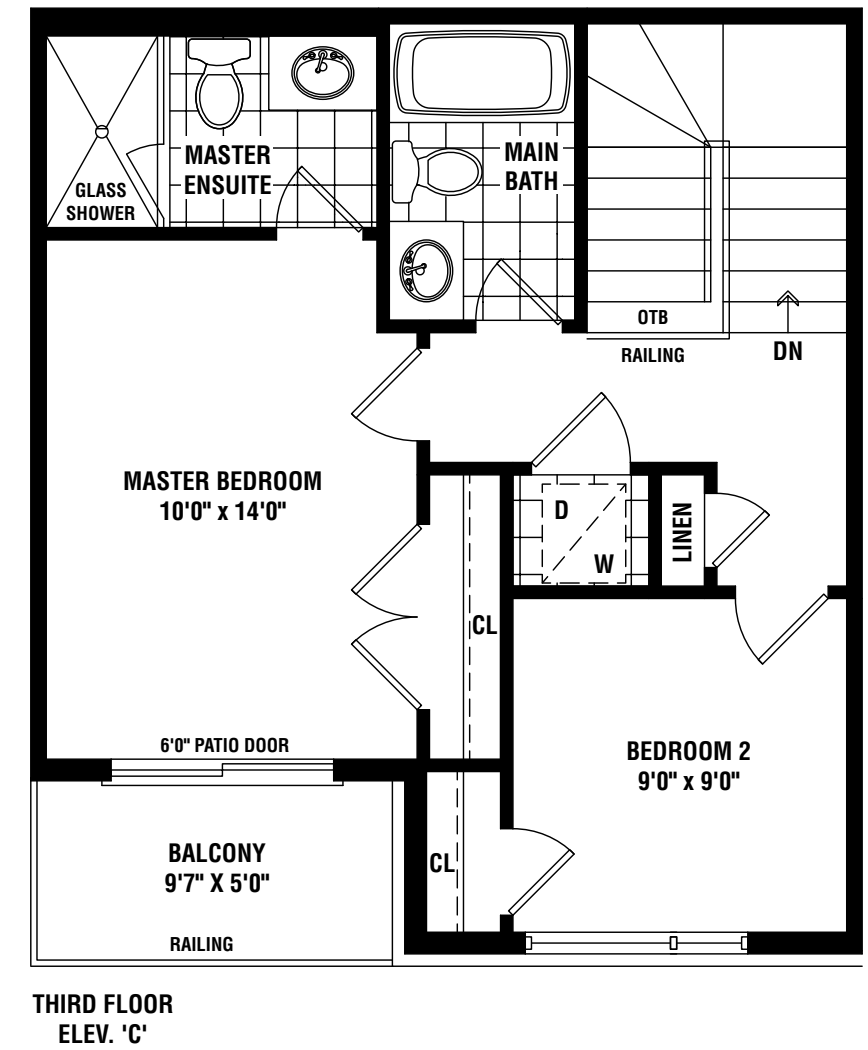 MASTER
ENSUITE
GLASS
SHOWER
MAIN
BATH
OTB
RAILING
DN
MASTER BEDROOM
10'0" x 14'0"
D
W
LINEN
CL
6'0" PATIO DOOR
BEDROOM 2
9'0" x 9'0"
BALCONY
9'7" X 5'0"
CL
RAILING
THIRD FLOOR
ELEV. 'C'